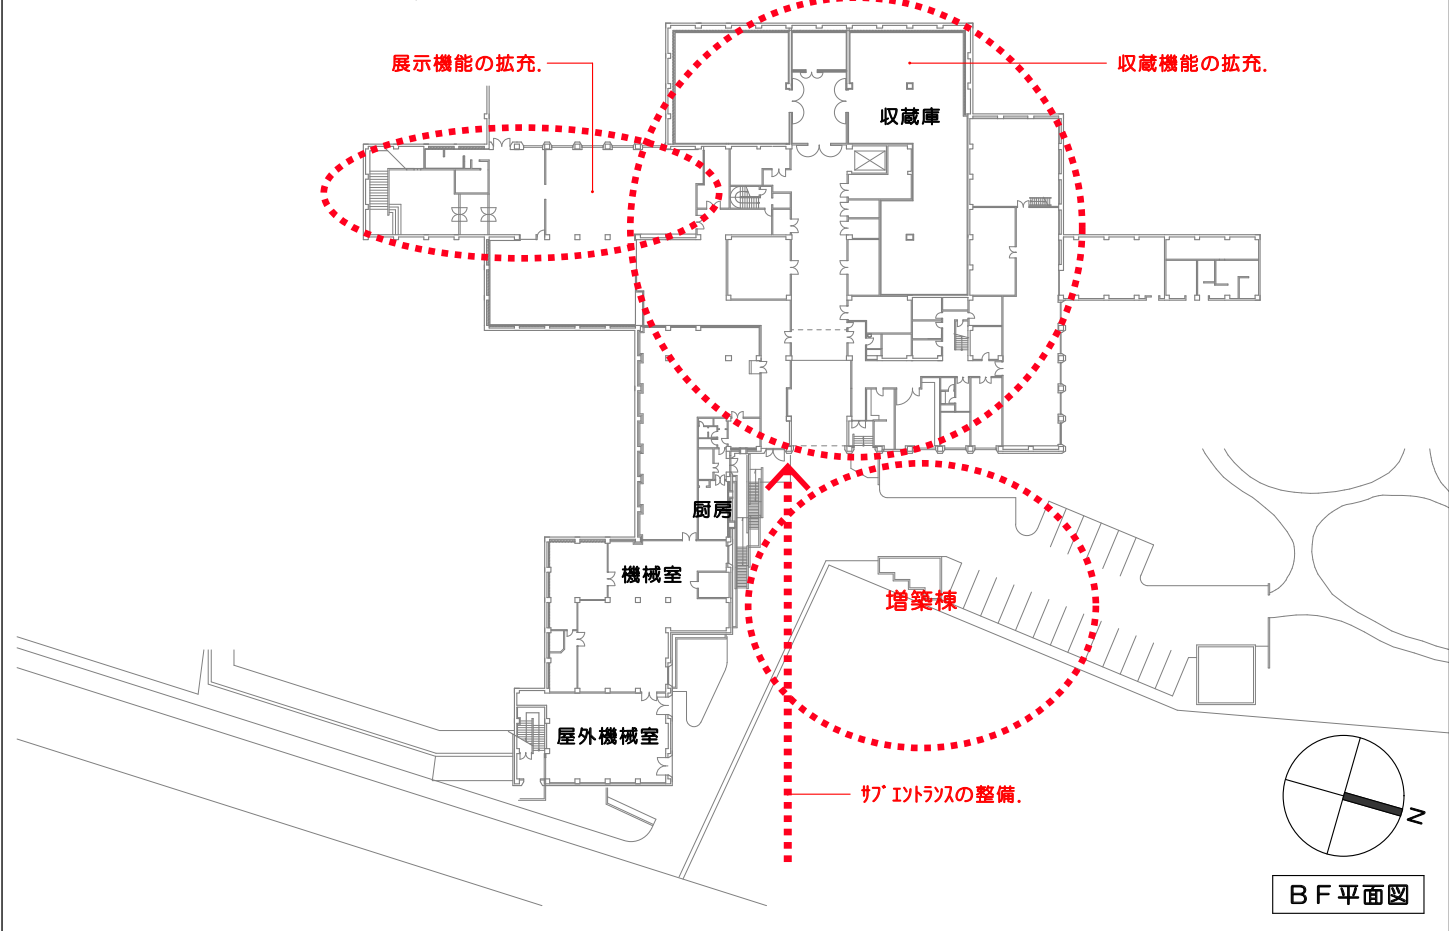 展示機能の拡充.
収蔵機能の拡充.
収蔵庫
厨房
機械室
増築棟
屋外機械室
ｻﾌﾞｴﾝﾄﾗﾝｽの整備.
N
ＢＦ平面図